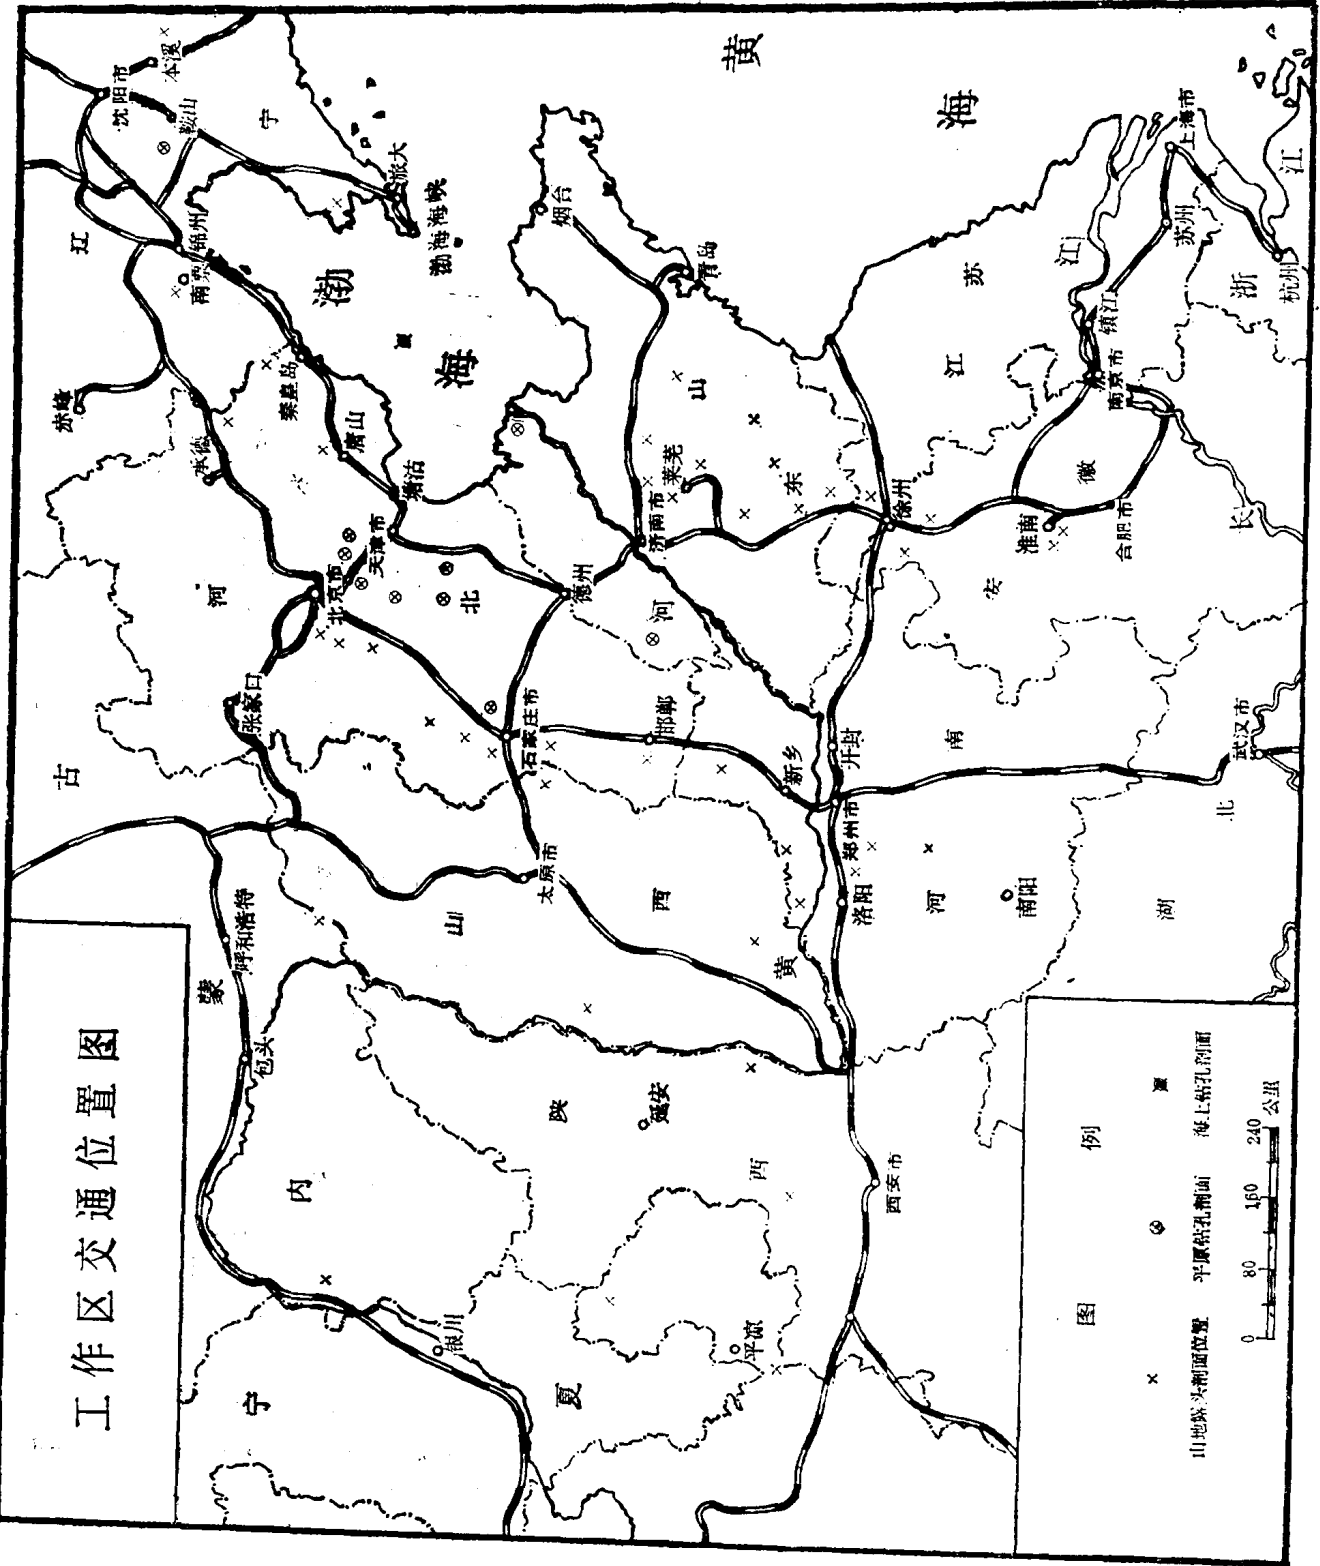 工作区交通位置图
沈阳市
本溪
鞍山
辽
宁
旅大
渤海海峡
锦州
南票
渤
海
黄
海
赤峰
承德
秦皇岛
唐山
塘沽
天津市
北京市
河
北
张家口
古
蒙
内
呼和浩特
包头
石家庄市
德州
邯郸
太原市
山
西
烟台
青岛
山
东
莱芜
济南市
河
南
新乡
开封
郑州市
洛阳
黄
河
南阳
徐州
江
苏
江
镇江
南京市
苏州
上海市
浙
江
杭州
安
徽
淮南
合肥市
长
武汉市
湖
北
陕
西
延安
西安市
宁
夏
银川
平凉
图例
山地露头剖面位置
平原钻孔剖面
海上钻孔剖面
0 80 160 240 公里